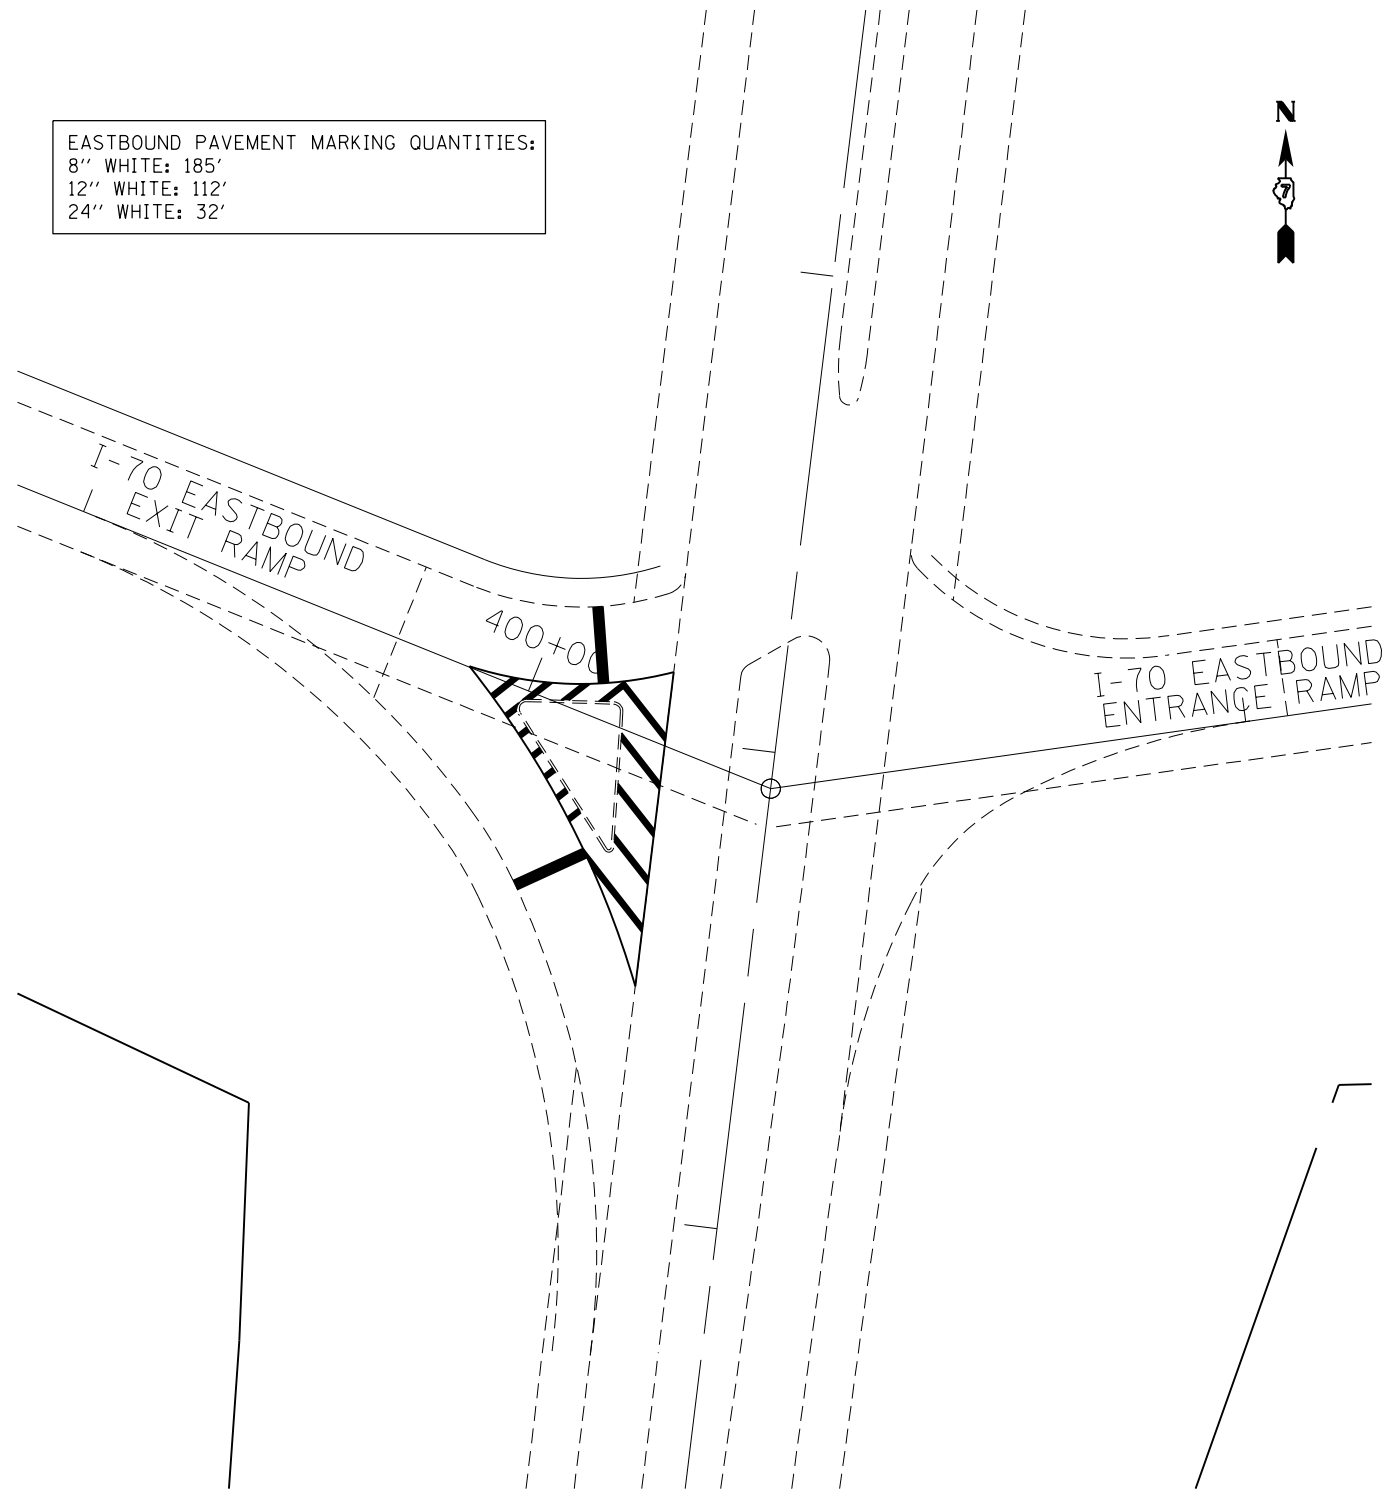 EASTBOUND PAVEMENT MARKING QUANTITIES:
8'' WHITE: 185'
12'' WHITE: 112'
24'' WHITE: 32'
N
7
I-70 EASTBOUND
EXIT RAMP
400+00
I-70 EASTBOUND
ENTRANCE RAMP